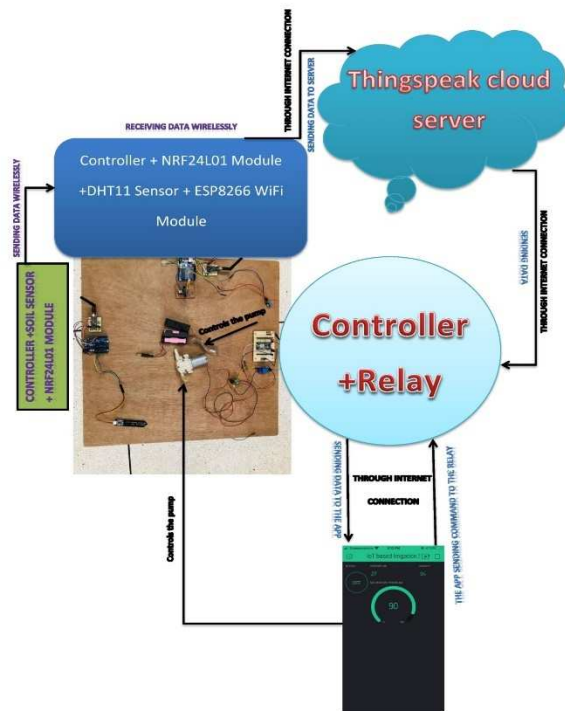 THROUGH INTERNET CONNECTION
SENDING DATA TO SERVER
Thingspeak cloud
server
RECEIVING DATA WIRELESSLY
Controller + NRF24L01 Module
+DHT11 Sensor + ESP8266 WiFi
Module
SENDING DATA WIRELESSLY
CONTROLLER +SOIL SENSOR
+ NRF24L01 MODULE
SENDING DATA
THROUGH INTERNET CONNECTION
Controls the pump
Controller
+Relay
SENDING DATA TO THE APP
THROUGH INTERNET
CONNECTION
THE APP SENDING COMMAND TO THE RELAY
Controls the pump
90